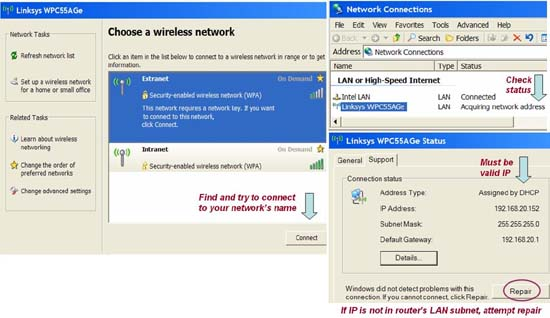 Linksys WPC55AGe
Network Tasks
Refresh network list
Set up a wireless network
for a home or small office
Related Tasks
Learn about wireless
networking
Change the order of
preferred networks
Change advanced settings
Choose a wireless network
Click an item in the list below to connect to a wireless network in range or to get
information.
Extranet
On Demand
Security-enabled wireless network (WPA)
This network requires a network key. If you want
to connect to this network,
click Connect.
Intranet
On Demand
Security-enabled wireless network (WPA)
Find and try to connect
to your network's name
Connect
Network Connections
File Edit View Favorites Tools Advanced H
Back Search Folders
Address Network Connections
Name Type Status
LAN or High-Speed Internet
Check
status
Intel LAN LAN Connected
Linksys WPC55AGe LAN Acquiring network address
Linksys WPC55AGe Status
General Support
Must be
valid IP
Connection status
Address Type: Assigned by DHCP
IP Address: 192.168.20.152
Subnet Mask: 255.255.255.0
Default Gateway: 192.168.20.1
Details...
Windows did not detect problems with this
connection. If you cannot connect, click Repair.
Repair
If IP is not in router's LAN subnet, attempt repair